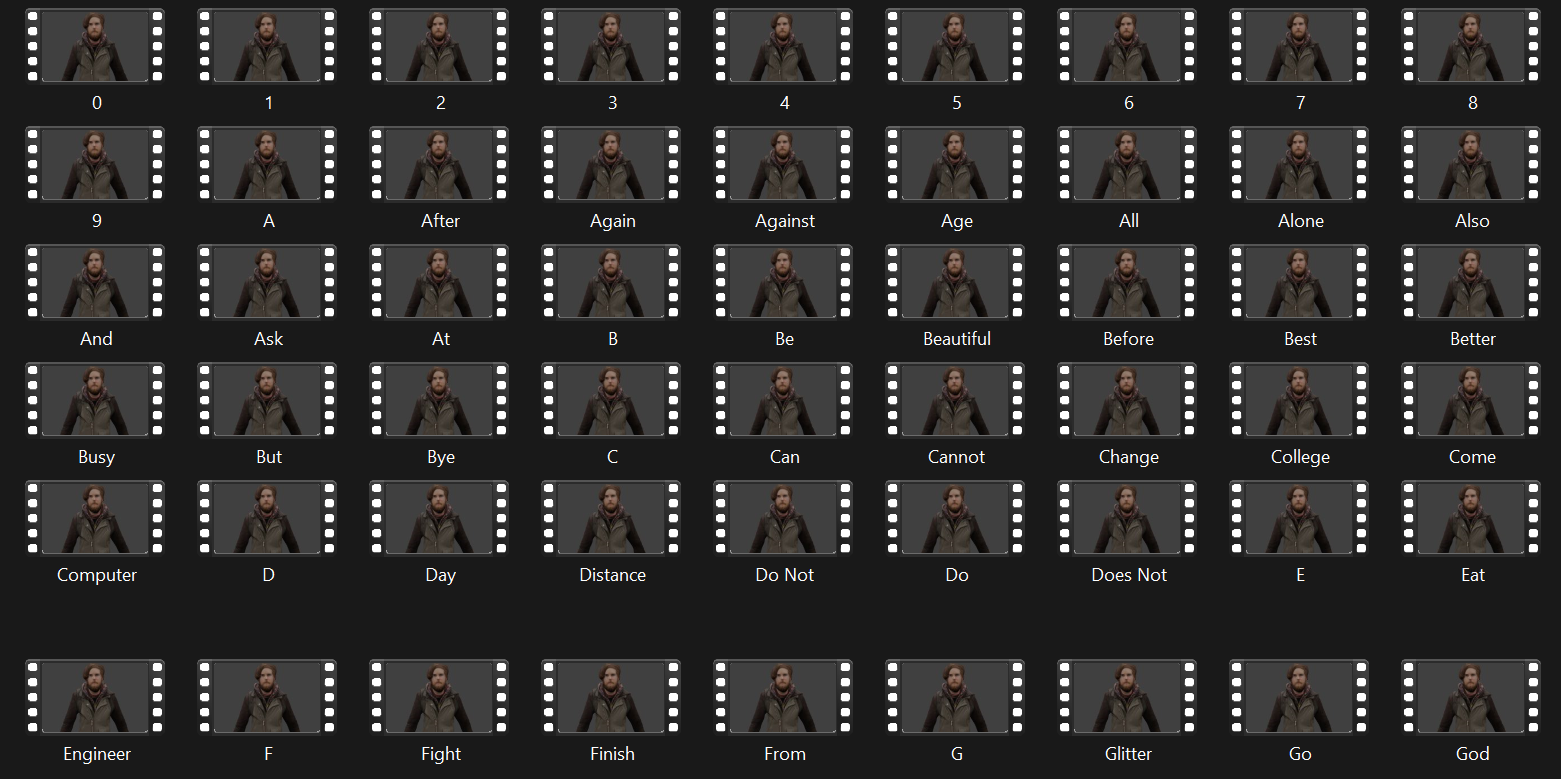 0 1 2 3 4 5 6 7 8
9 A After Again Against Age All Alone Also
And Ask At B Be Beautiful Before Best Better
Busy But Bye C Can Cannot Change College Come
Computer D Day Distance Do Not Do Does Not E Eat
Engineer F Fight Finish From G Glitter Go God